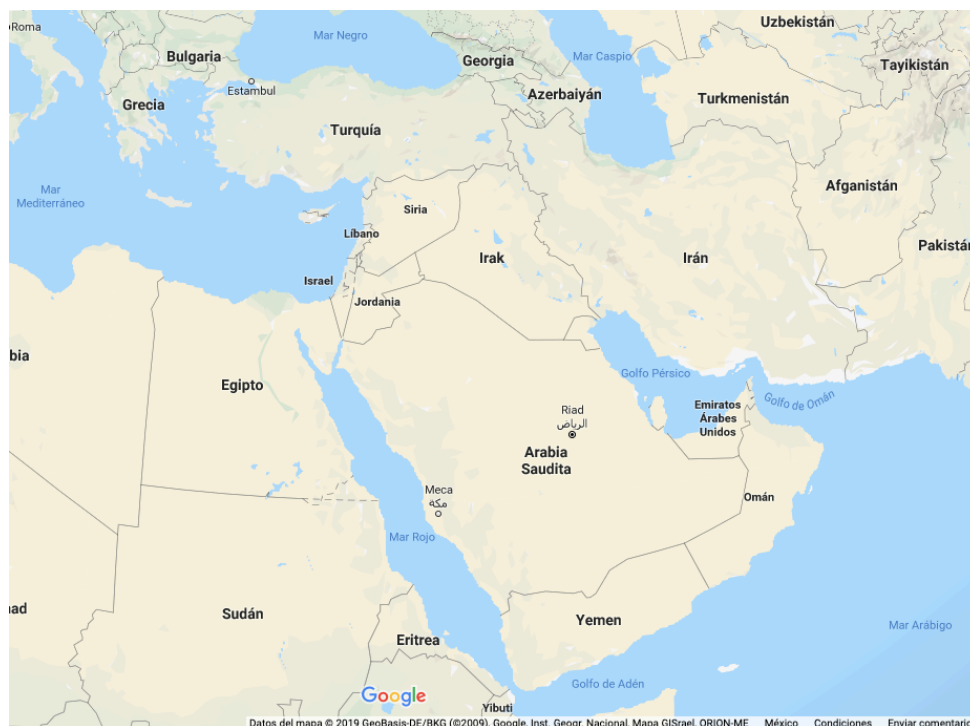 Roma
Mar Negro
Uzbekistán
Bulgaria
Georgia
Mar Caspio
Tayikistán
Estambul
Azerbaiyán
Turkmenistán
Grecia
Turquía
Mar
Mediterráneo
Siria
Afganistán
Líbano
Irak
Irán
Pakistán
Israel
Jordania
bia
Egipto
Golfo Pérsico
Golfo de Omán
Emiratos
Árabes
Unidos
Riad
الرياض
Arabia
Saudita
Meca
مكة
Omán
Mar Rojo
had
Sudán
Yemen
Mar Arábigo
Eritrea
Golfo de Adén
Google
Yibuti
Datos del mapa © 2019 GeoBasis-DE/BKG (©2009), Google, Inst. Geogr. Nacional, Mapa GISrael, ORION-ME México Condiciones Enviar comentario